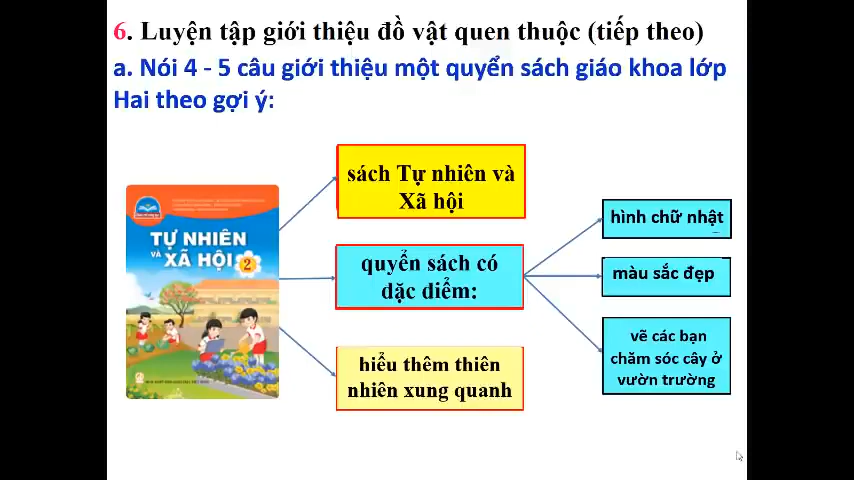 6. Luyện tập giới thiệu đồ vật quen thuộc (tiếp theo)
a. Nói 4 - 5 câu giới thiệu một quyển sách giáo khoa lớp
Hai theo gợi ý:
sách Tự nhiên và
Xã hội
TỰ NHIÊN
VÀ XÃ HỘI 2
quyển sách có
dặc diểm:
hiểu thêm thiên
nhiên xung quanh
hình chữ nhật
màu sắc đẹp
vẽ các bạn
chăm sóc cây ở
vườn trường